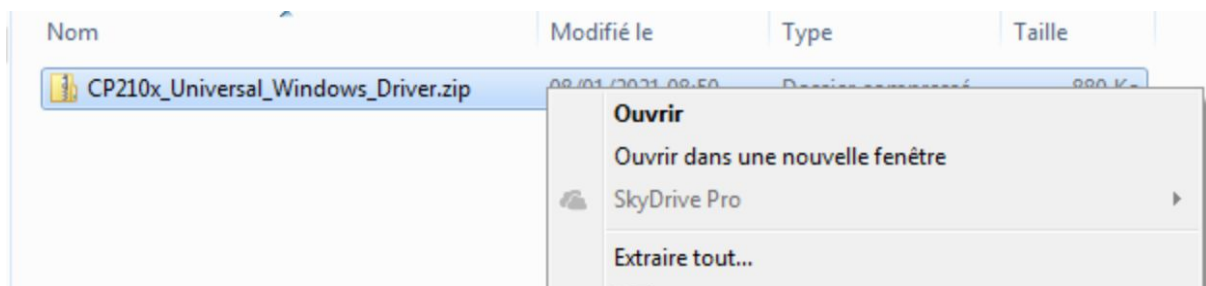 Nom Modifié le Type Taille
CP210x_Universal_Windows_Driver.zip
Ouvrir
Ouvrir dans une nouvelle fenêtre
SkyDrive Pro
Extraire tout...